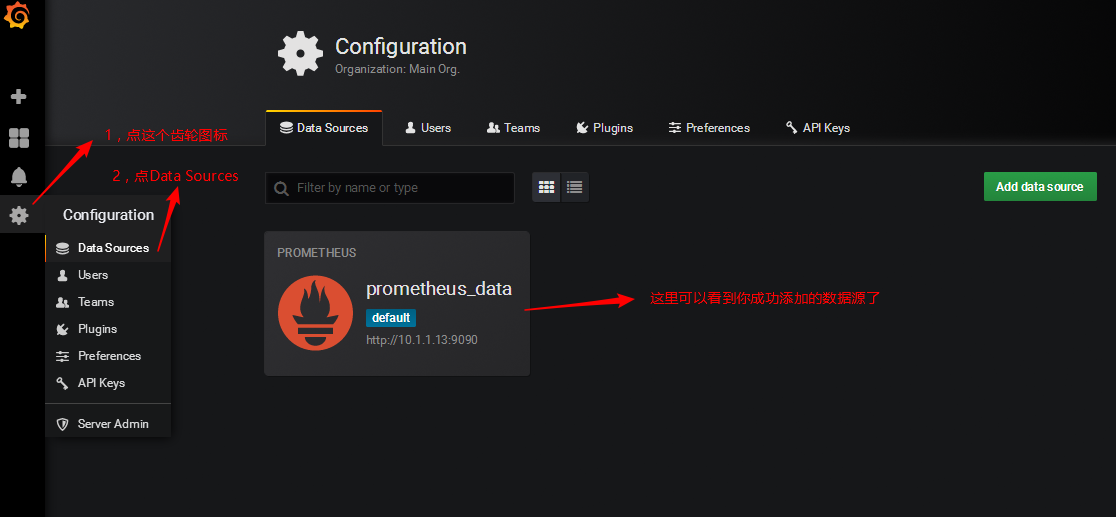 Configuration
Organization: Main Org.
Data Sources
Users
Teams
Plugins
Preferences
API Keys
1，点这个齿轮图标
2，点Data Sources
Filter by name or type
Add data source
Configuration
Data Sources
Users
Teams
Plugins
Preferences
API Keys
Server Admin
PROMETHEUS
prometheus_data
default
http://10.1.1.13:9090
这里可以看到你成功添加的数据源了